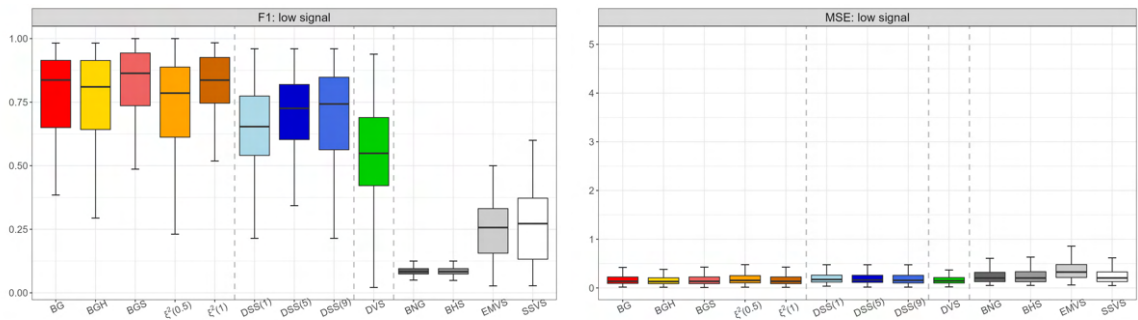 F1: low signal
1.00
0.75
0.50
0.25
0.00
BG BGH BGS ξ²(0.5) ξ²(1) DSS(1) DSS(5) DSS(9) DVS BNG BHS EMVS SSVS
MSE: low signal
5
4
3
2
1
0
BG BGH BGS ξ²(0.5) ξ²(1) DSS(1) DSS(5) DSS(9) DVS BNG BHS EMVS SSVS